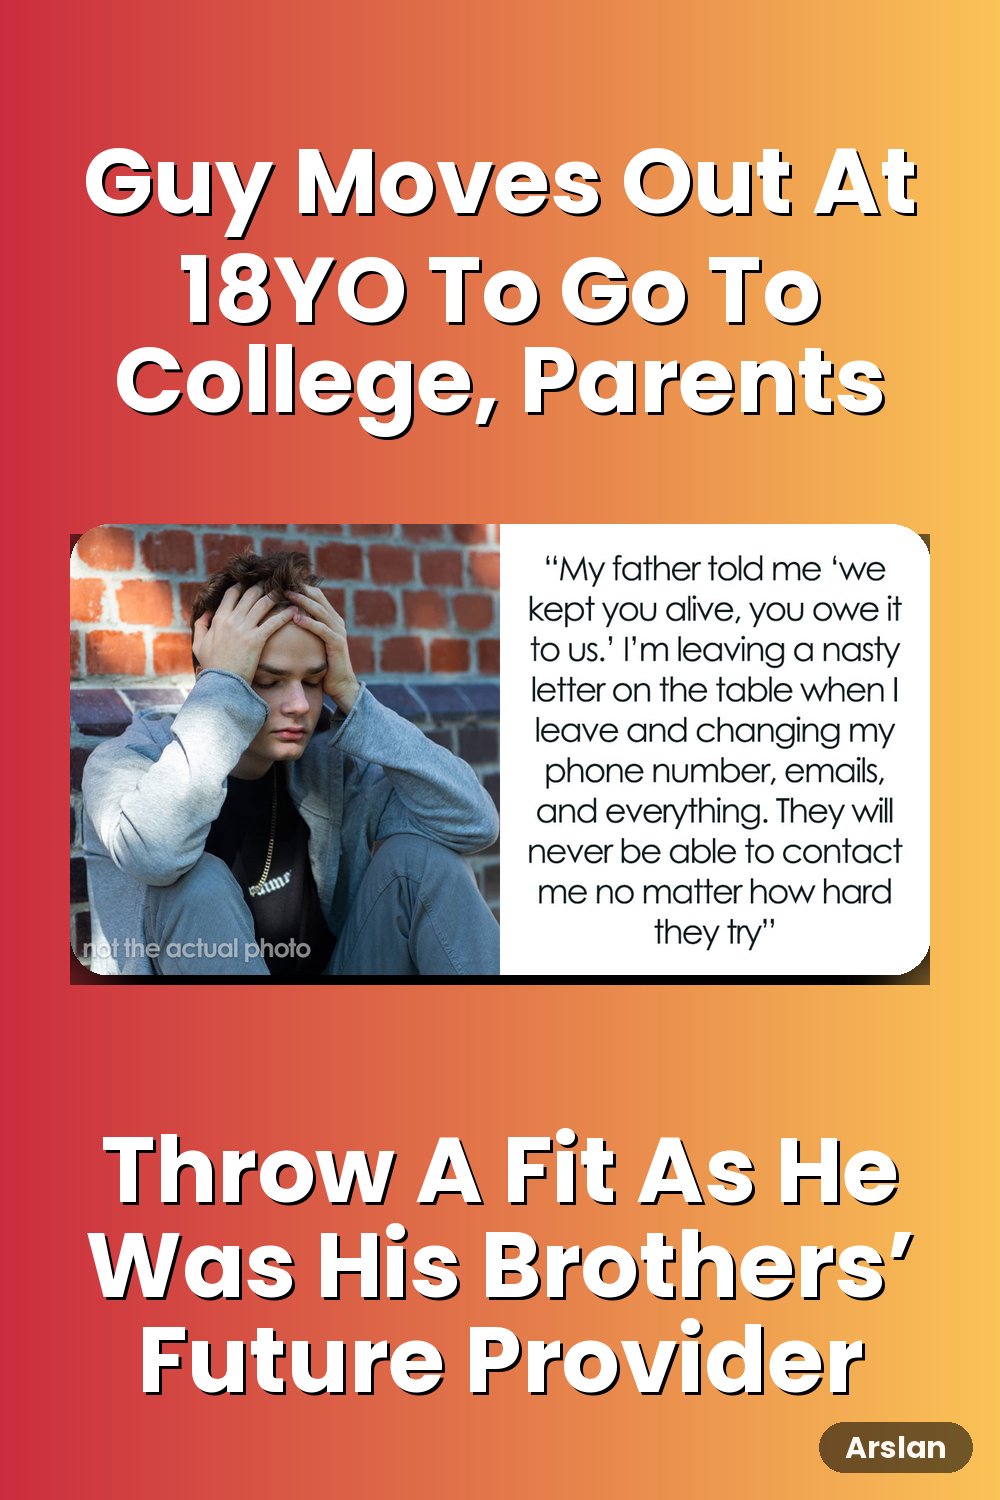 Guy Moves Out At
18YO To Go To
College, Parents
“My father told me ‘we
kept you alive, you owe it
to us.’ I’m leaving a nasty
letter on the table when I
leave and changing my
phone number, emails,
and everything. They will
never be able to contact
me no matter how hard
they try”
not the actual photo
Throw A Fit As He
Was His Brothers’
Future Provider
Arslan